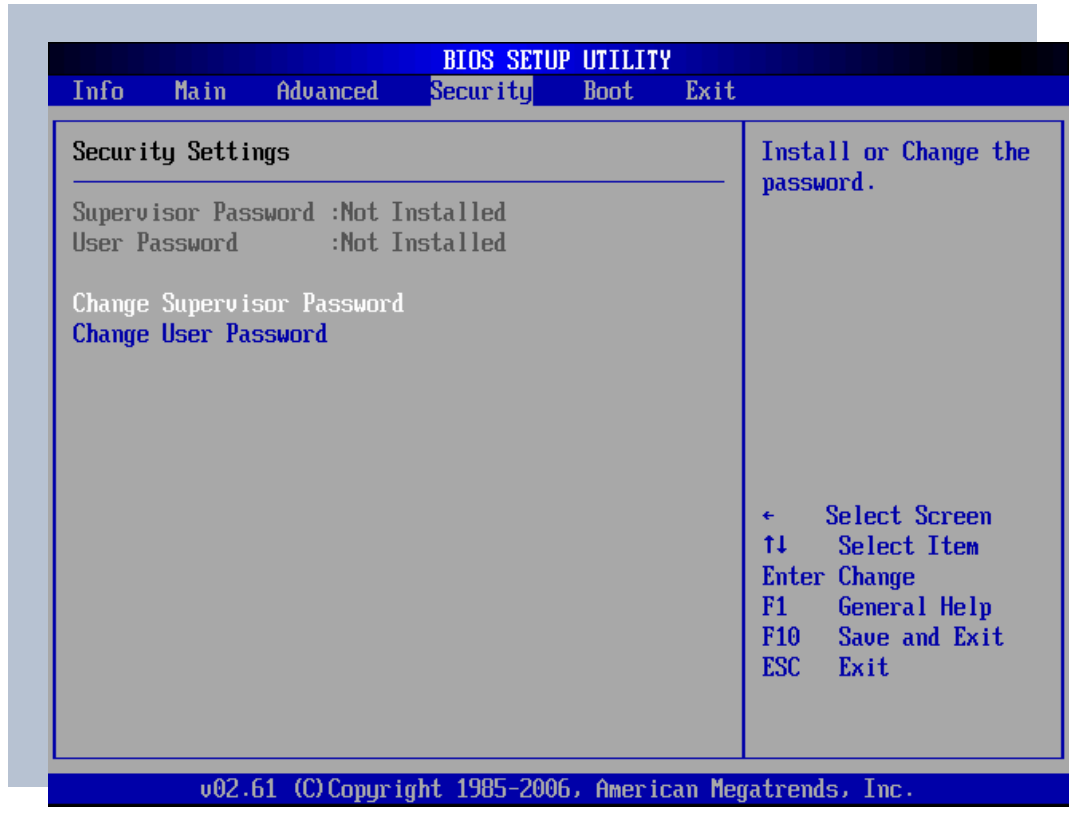 BIOS SETUP UTILITY
Info Main Advanced Security Boot Exit
Security Settings
Supervisor Password :Not Installed
User Password :Not Installed
Change Supervisor Password
Change User Password
Install or Change the
password.
← Select Screen
↑↓ Select Item
Enter Change
F1 General Help
F10 Save and Exit
ESC Exit
v02.61 (C)Copyright 1985-2006, American Megatrends, Inc.